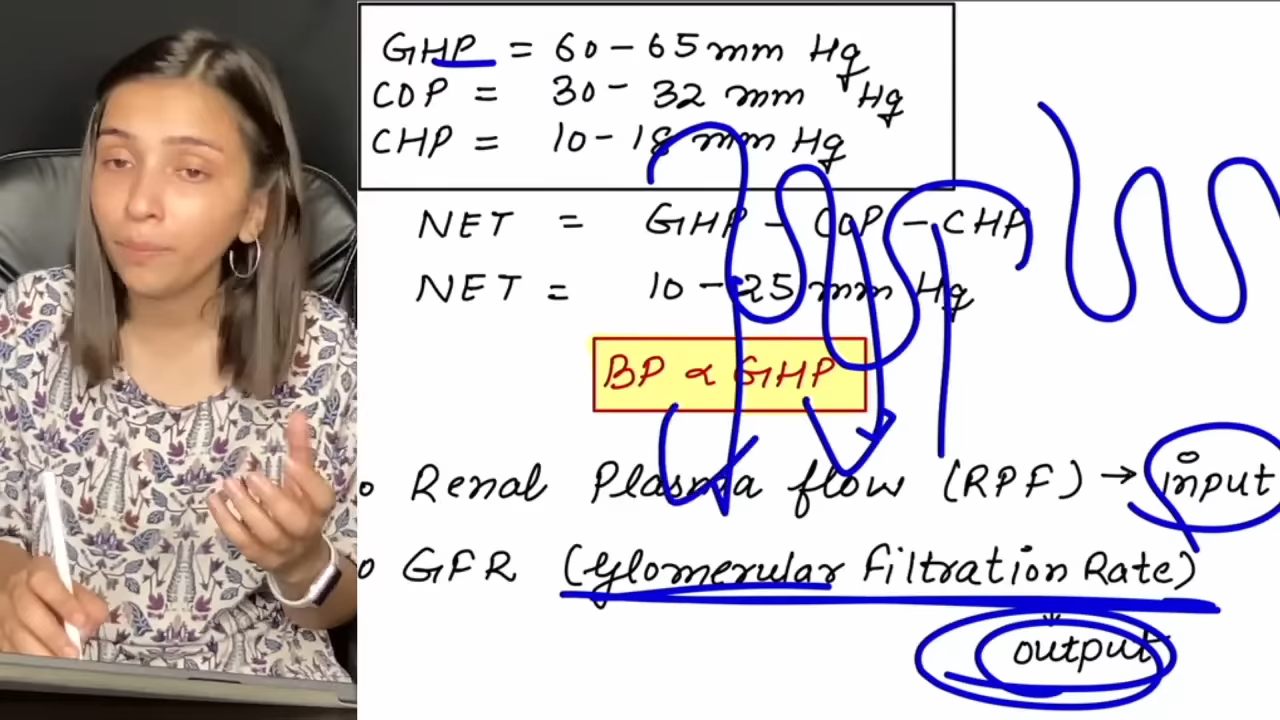 GHP = 60-65 mm Hg
COP = 30-32 mm Hg
CHP = 10-18 mm Hg
NET = GHP - COP - CHP
NET = 10-25 mm Hg
BP ∝ GHP
o Renal Plasma flow (RPF) → input
o GFR (Glomerular Filtration Rate)
output